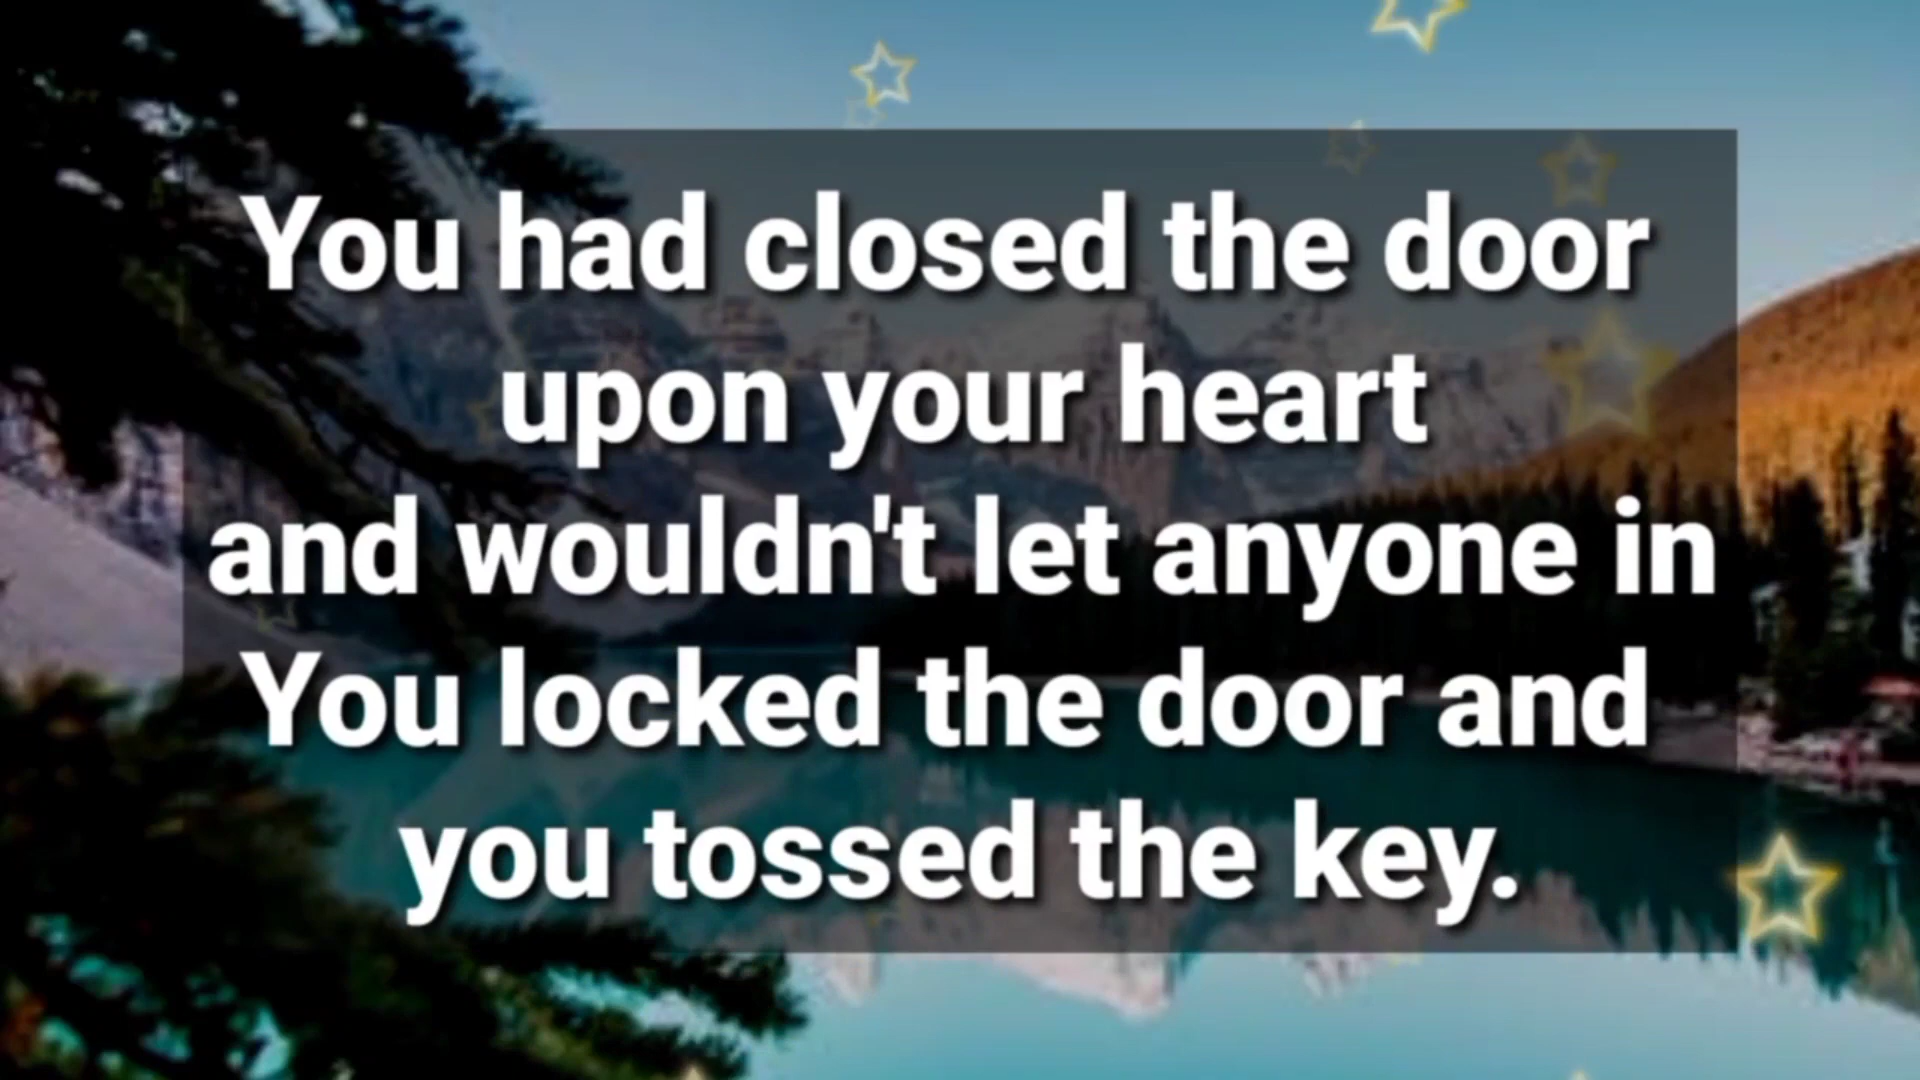 You had closed the door
upon your heart
and wouldn't let anyone in
You locked the door and
you tossed the key.